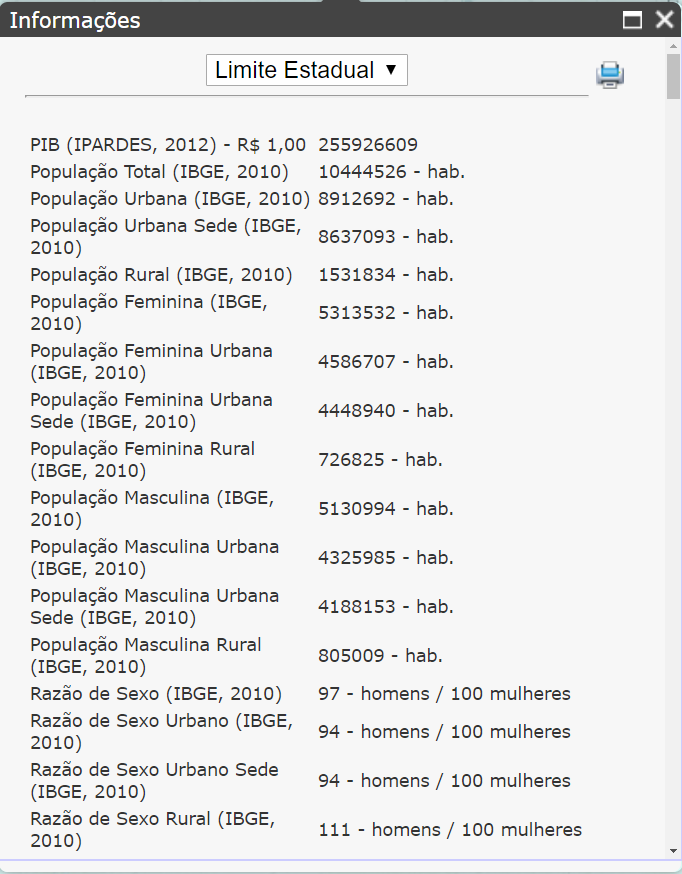 Informações
Limite Estadual ▼
PIB (IPARDES, 2012) - R$ 1,00 255926609
População Total (IBGE, 2010) 10444526 - hab.
População Urbana (IBGE, 2010) 8912692 - hab.
População Urbana Sede (IBGE,
2010)
8637093 - hab.
População Rural (IBGE, 2010) 1531834 - hab.
População Feminina (IBGE,
2010)
5313532 - hab.
População Feminina Urbana
(IBGE, 2010)
4586707 - hab.
População Feminina Urbana
Sede (IBGE, 2010)
4448940 - hab.
População Feminina Rural
(IBGE, 2010)
726825 - hab.
População Masculina (IBGE,
2010)
5130994 - hab.
População Masculina Urbana
(IBGE, 2010)
4325985 - hab.
População Masculina Urbana
Sede (IBGE, 2010)
4188153 - hab.
População Masculina Rural
(IBGE, 2010)
805009 - hab.
Razão de Sexo (IBGE, 2010) 97 - homens / 100 mulheres
Razão de Sexo Urbano (IBGE,
2010)
94 - homens / 100 mulheres
Razão de Sexo Urbano Sede
(IBGE, 2010)
94 - homens / 100 mulheres
Razão de Sexo Rural (IBGE,
2010)
111 - homens / 100 mulheres